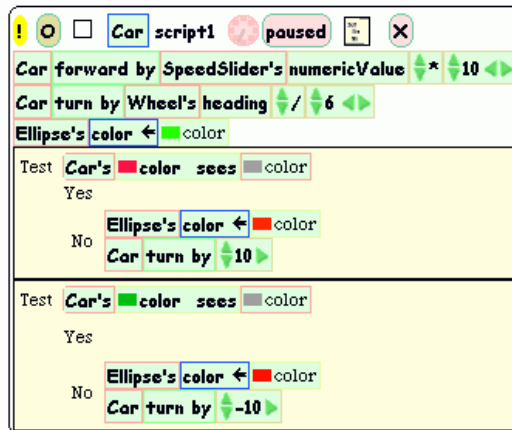 ! O Car script1 paused
Car forward by SpeedSlider's numericValue * 10
Car turn by Wheel's heading / 6
Ellipse's color ← color
Test Car's color sees color
Yes
Ellipse's color ← color
No
Car turn by 10
Test Car's color sees color
Yes
Ellipse's color ← color
No
Car turn by -10